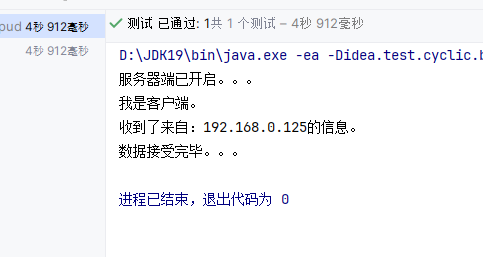 pud 4秒 912毫秒
4秒 912毫秒
测试 已通过: 1共 1 个测试 – 4秒 912毫秒
D:\JDK19\bin\java.exe -ea -Didea.test.cyclic.b
服务器端已开启。。。
我是客户端。
收到了来自：192.168.0.125的信息。
数据接受完毕。。。
进程已结束，退出代码为 0